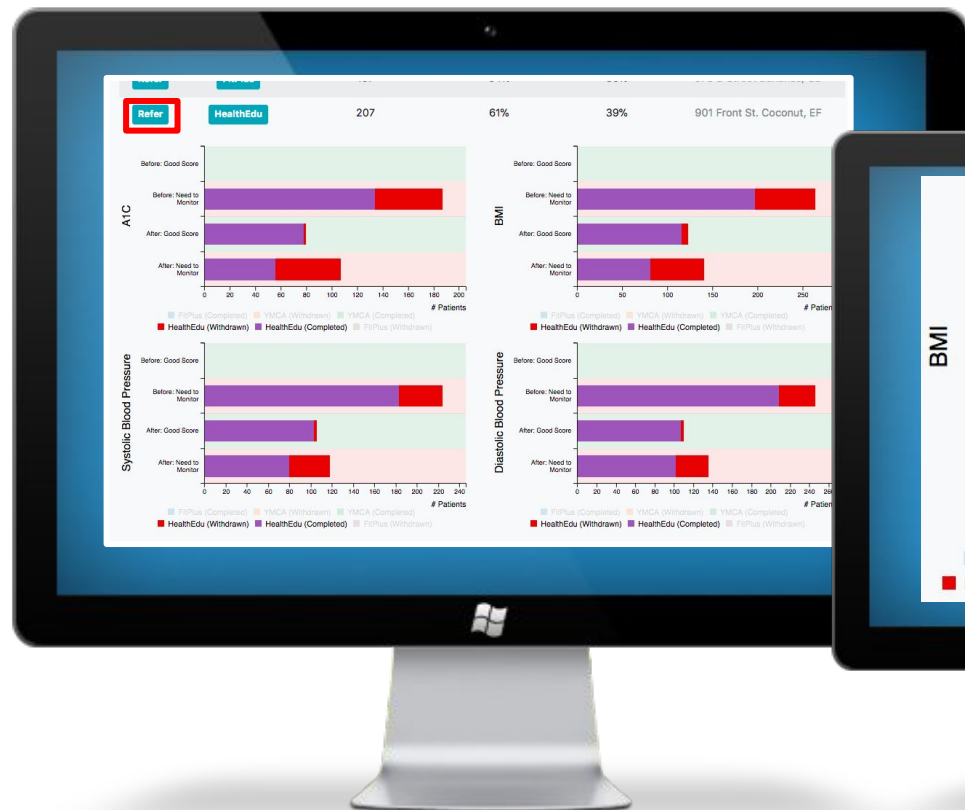 Refer HealthEdu 207 61% 39% 901 Front St. Coconut, EF
A1C
Before: Good Score
Before: Need to
Monitor
After: Good Score
After: Need to
Monitor
0 20 40 60 80 100 120 140 160 180 200
# Patients
FitPlus (Completed) YMCA (Withdrawn) YMCA (Completed)
HealthEdu (Withdrawn) HealthEdu (Completed) FitPlus (Withdrawn)
BMI
Before: Good Score
Before: Need to
Monitor
After: Good Score
After: Need to
Monitor
0 50 100 150 200 250
# Patients
FitPlus (Completed) YMCA (Withdrawn) YMCA (Completed)
HealthEdu (Withdrawn) HealthEdu (Completed) FitPlus (Withdrawn)
Systolic Blood Pressure
Before: Good Score
Before: Need to
Monitor
After: Good Score
After: Need to
Monitor
0 20 40 60 80 100 120 140 160 180 200 220 240
# Patients
FitPlus (Completed) YMCA (Withdrawn) YMCA (Completed)
HealthEdu (Withdrawn) HealthEdu (Completed) FitPlus (Withdrawn)
Diastolic Blood Pressure
Before: Good Score
Before: Need to
Monitor
After: Good Score
After: Need to
Monitor
0 20 40 60 80 100 120 140 160 180 200 220 240
# Patients
FitPlus (Completed) YMCA (Withdrawn) YMCA (Completed)
HealthEdu (Withdrawn) HealthEdu (Completed) FitPlus (Withdrawn)
BMI